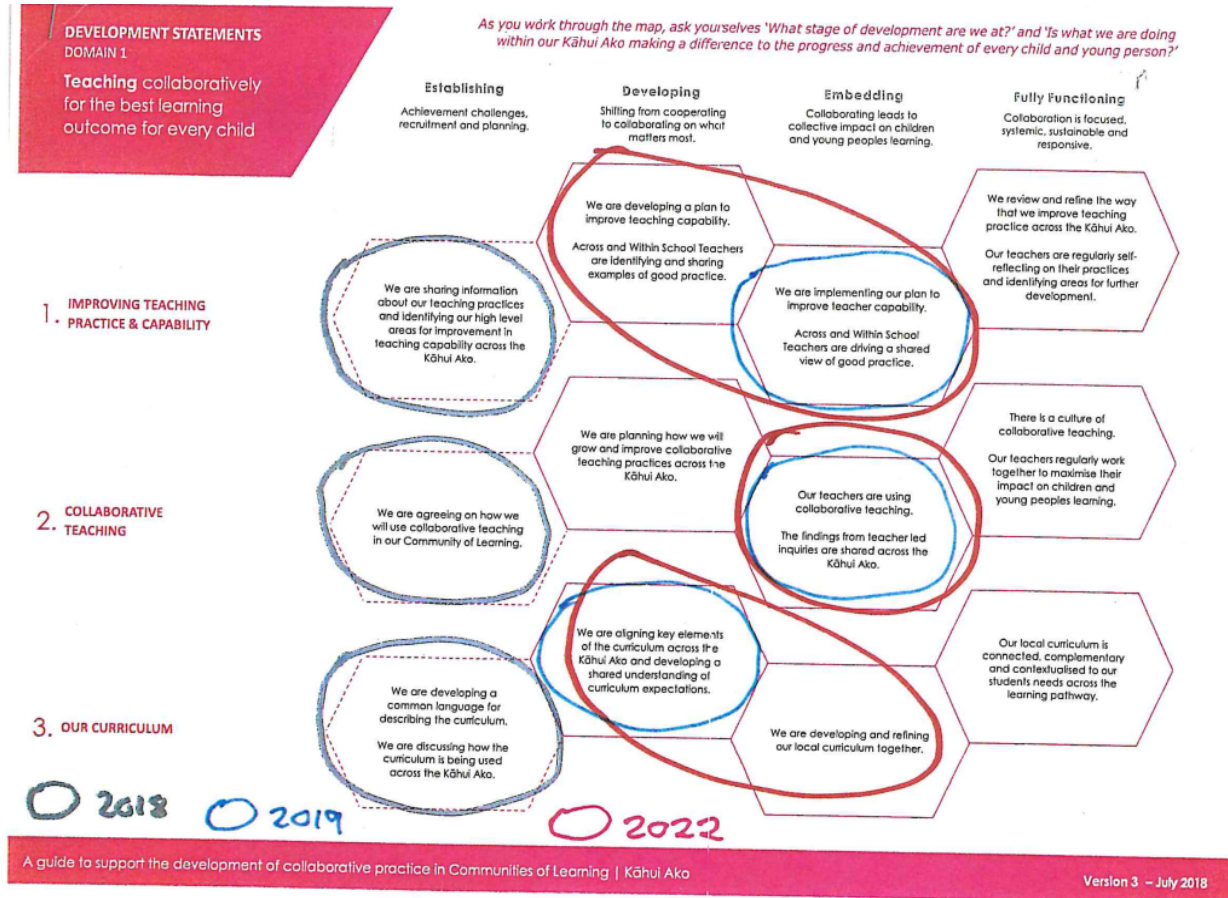 DEVELOPMENT STATEMENTS
DOMAIN 1
Teaching collaboratively
for the best learning
outcome for every child
As you work through the map, ask yourselves ‘What stage of development are we at?’ and ‘Is what we are doing
within our Kāhui Ako making a difference to the progress and achievement of every child and young person?’
Establishing
Achievement challenges,
recruitment and planning.
Developing
Shifting from cooperating
to collaborating on what
matters most.
Embedding
Collaborating leads to
collective impact on children
and young peoples learning.
Fully Functioning
Collaboration is focused,
systemic, sustainable and
responsive.
1. IMPROVING TEACHING
PRACTICE & CAPABILITY
We are sharing information
about our teaching practices
and identifying our high level
areas for improvement in
teaching capability across the
Kāhui Ako.
We are developing a plan to
improve teaching capability.
Across and Within School Teachers
are identifying and sharing
examples of good practice.
We are implementing our plan to
improve teacher capability.
Across and Within School
Teachers are driving a shared
view of good practice.
We review and refine the way
that we improve teaching
practice across the Kāhui Ako.
Our teachers are regularly self-
reflecting on their practices
and identifying areas for further
development.
2. COLLABORATIVE
TEACHING
We are agreeing on how we
will use collaborative teaching
in our Community of Learning.
We are planning how we will
grow and improve collaborative
teaching practices across the
Kāhui Ako.
Our teachers are using
collaborative teaching.
The findings from teacher led
inquiries are shared across the
Kāhui Ako.
There is a culture of
collaborative teaching.
Our teachers regularly work
together to maximise their
impact on children and
young peoples learning.
3. OUR CURRICULUM
We are developing a
common language for
describing the curriculum.
We are discussing how the
curriculum is being used
across the Kāhui Ako.
We are aligning key elements
of the curriculum across the
Kāhui Ako and developing a
shared understanding of
curriculum expectations.
We are developing and refining
our local curriculum together.
Our local curriculum is
connected, complementary
and contextualised to our
students needs across the
learning pathway.
2018
2019
2022
A guide to support the development of collaborative practice in Communities of Learning | Kāhui Ako
Version 3 – July 2018